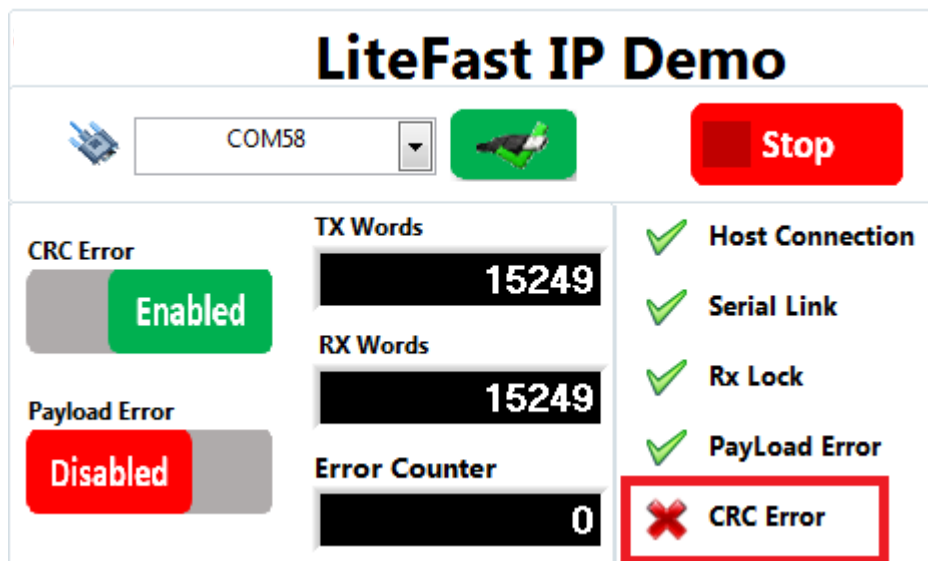 LiteFast IP Demo
COM58
Stop
CRC Error
Enabled
Payload Error
Disabled
TX Words
15249
RX Words
15249
Error Counter
0
Host Connection
Serial Link
Rx Lock
PayLoad Error
CRC Error